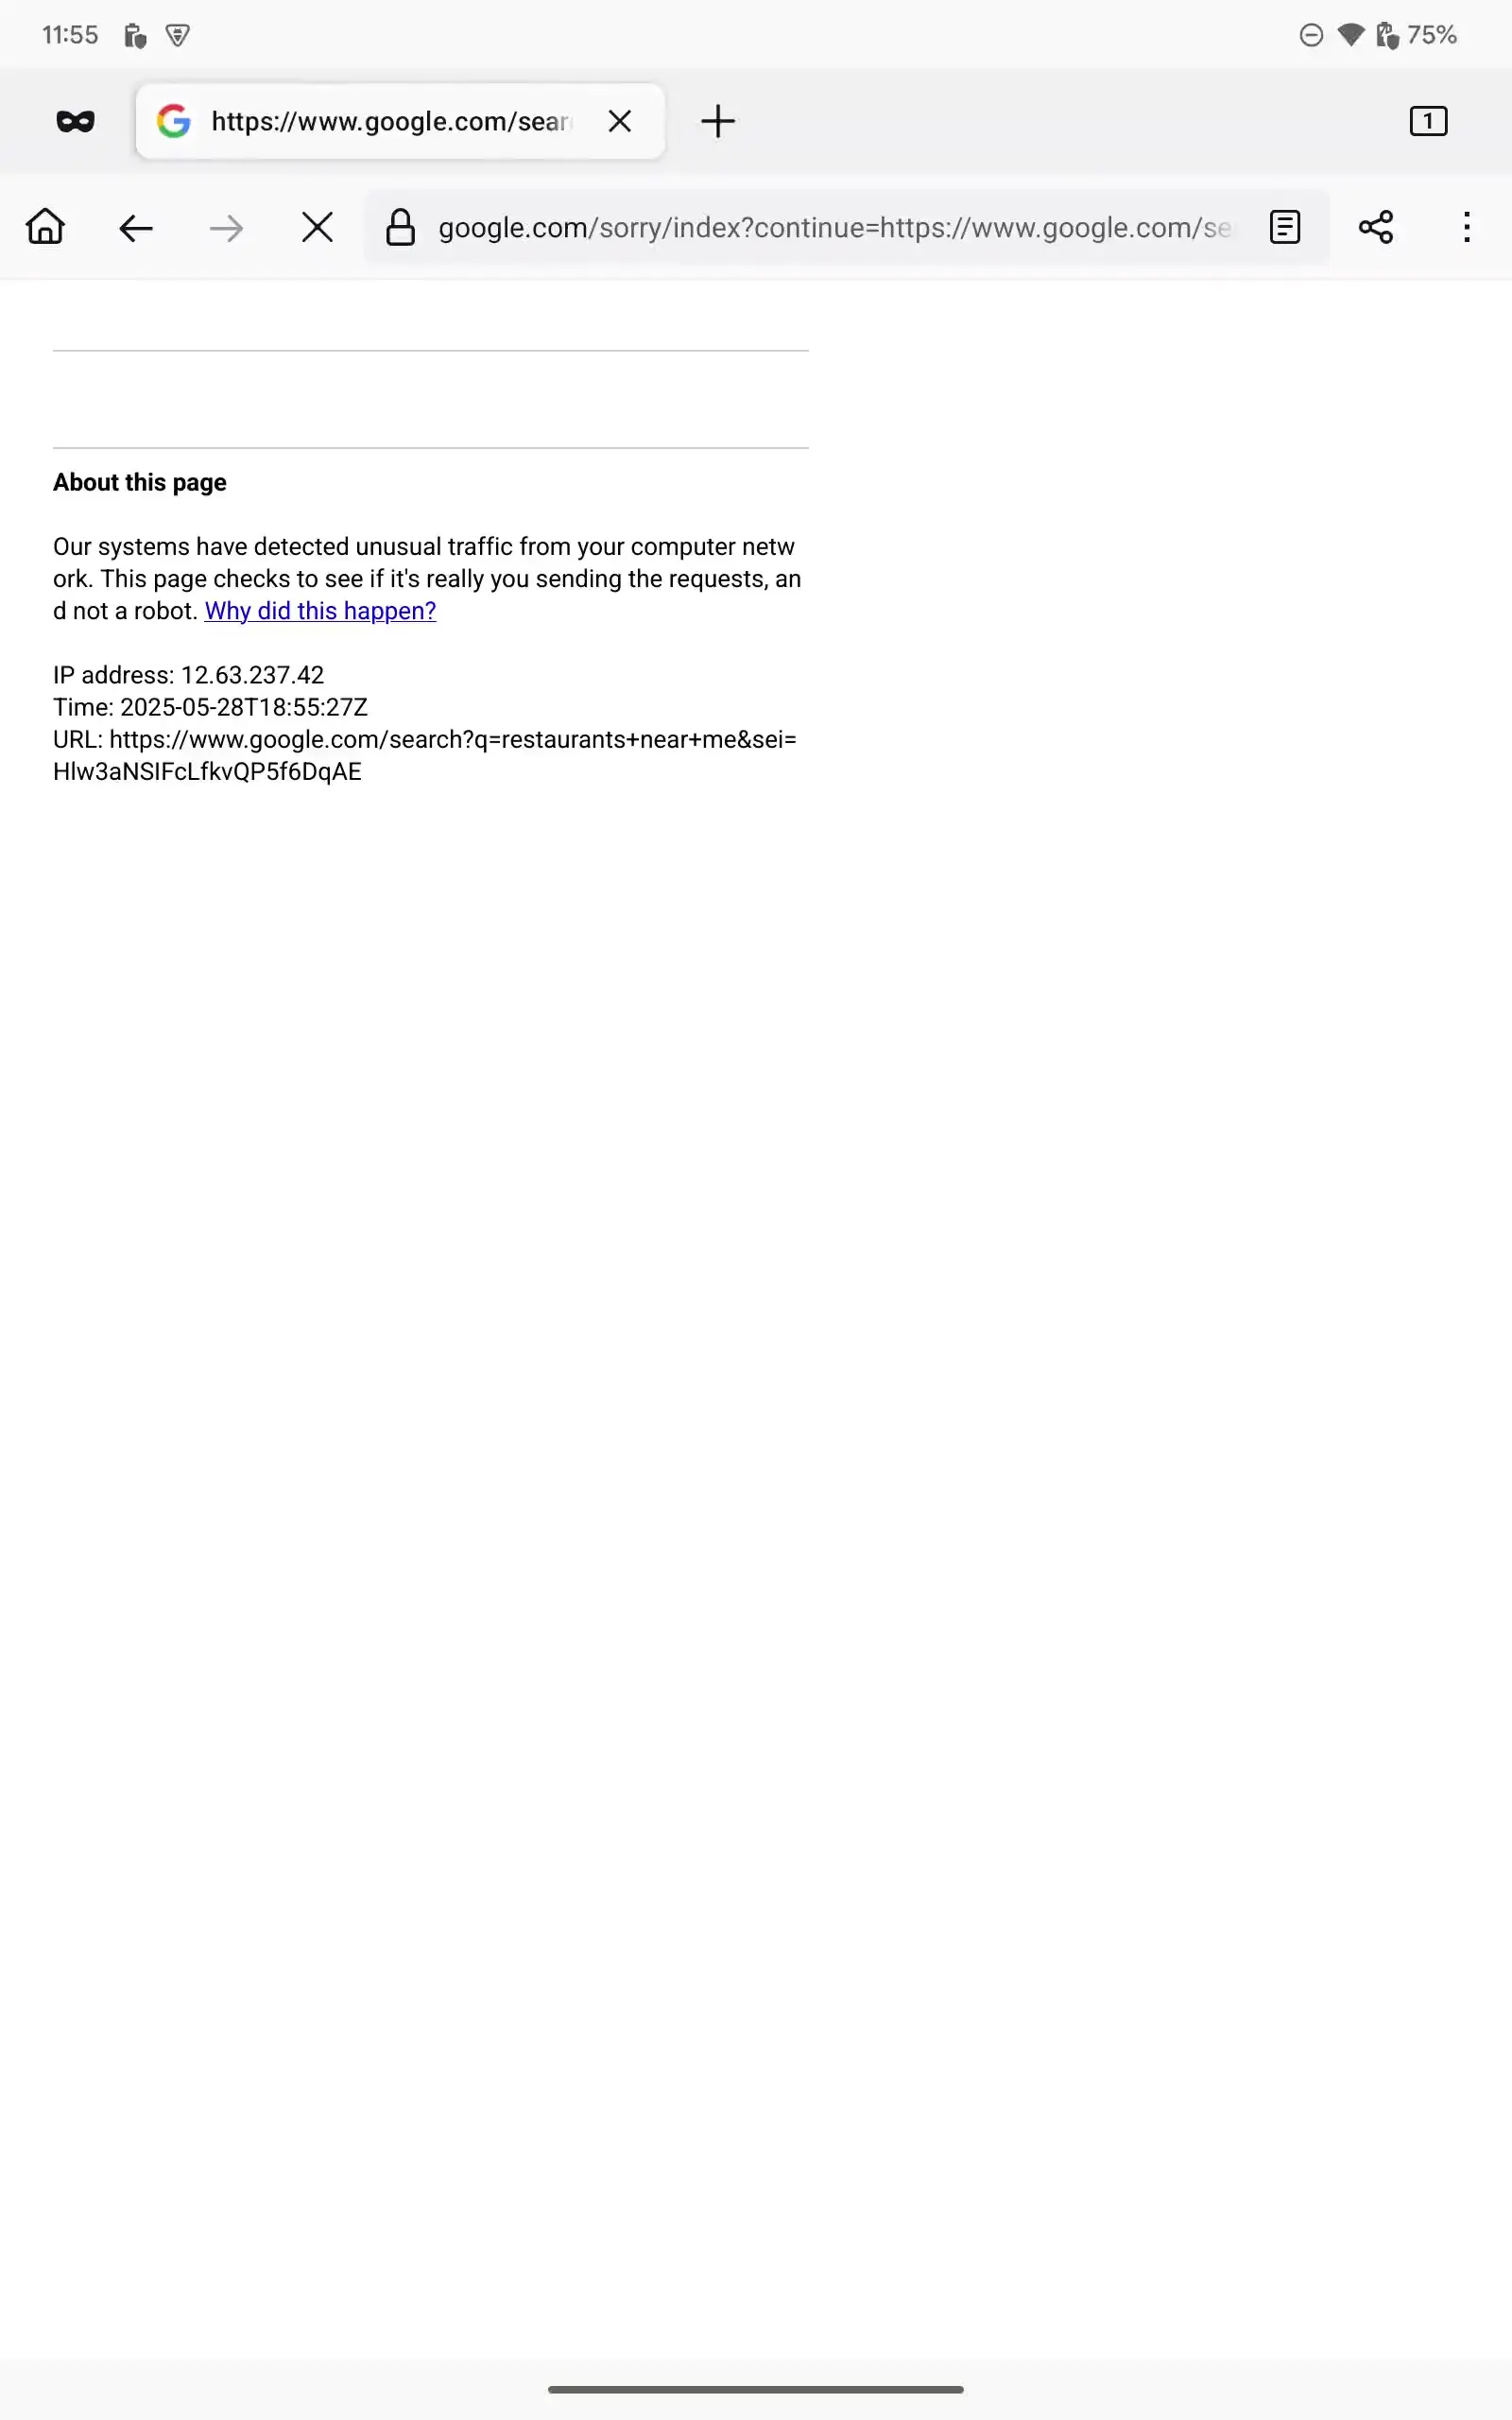 11:55
75%
https://www.google.com/sear
1
google.com/sorry/index?continue=https://www.google.com/se
About this page
Our systems have detected unusual traffic from your computer netw
ork. This page checks to see if it's really you sending the requests, an
d not a robot. Why did this happen?
IP address: 12.63.237.42
Time: 2025-05-28T18:55:27Z
URL: https://www.google.com/search?q=restaurants+near+me&sei=
Hlw3aNSIFcLfkvQP5f6DqAE